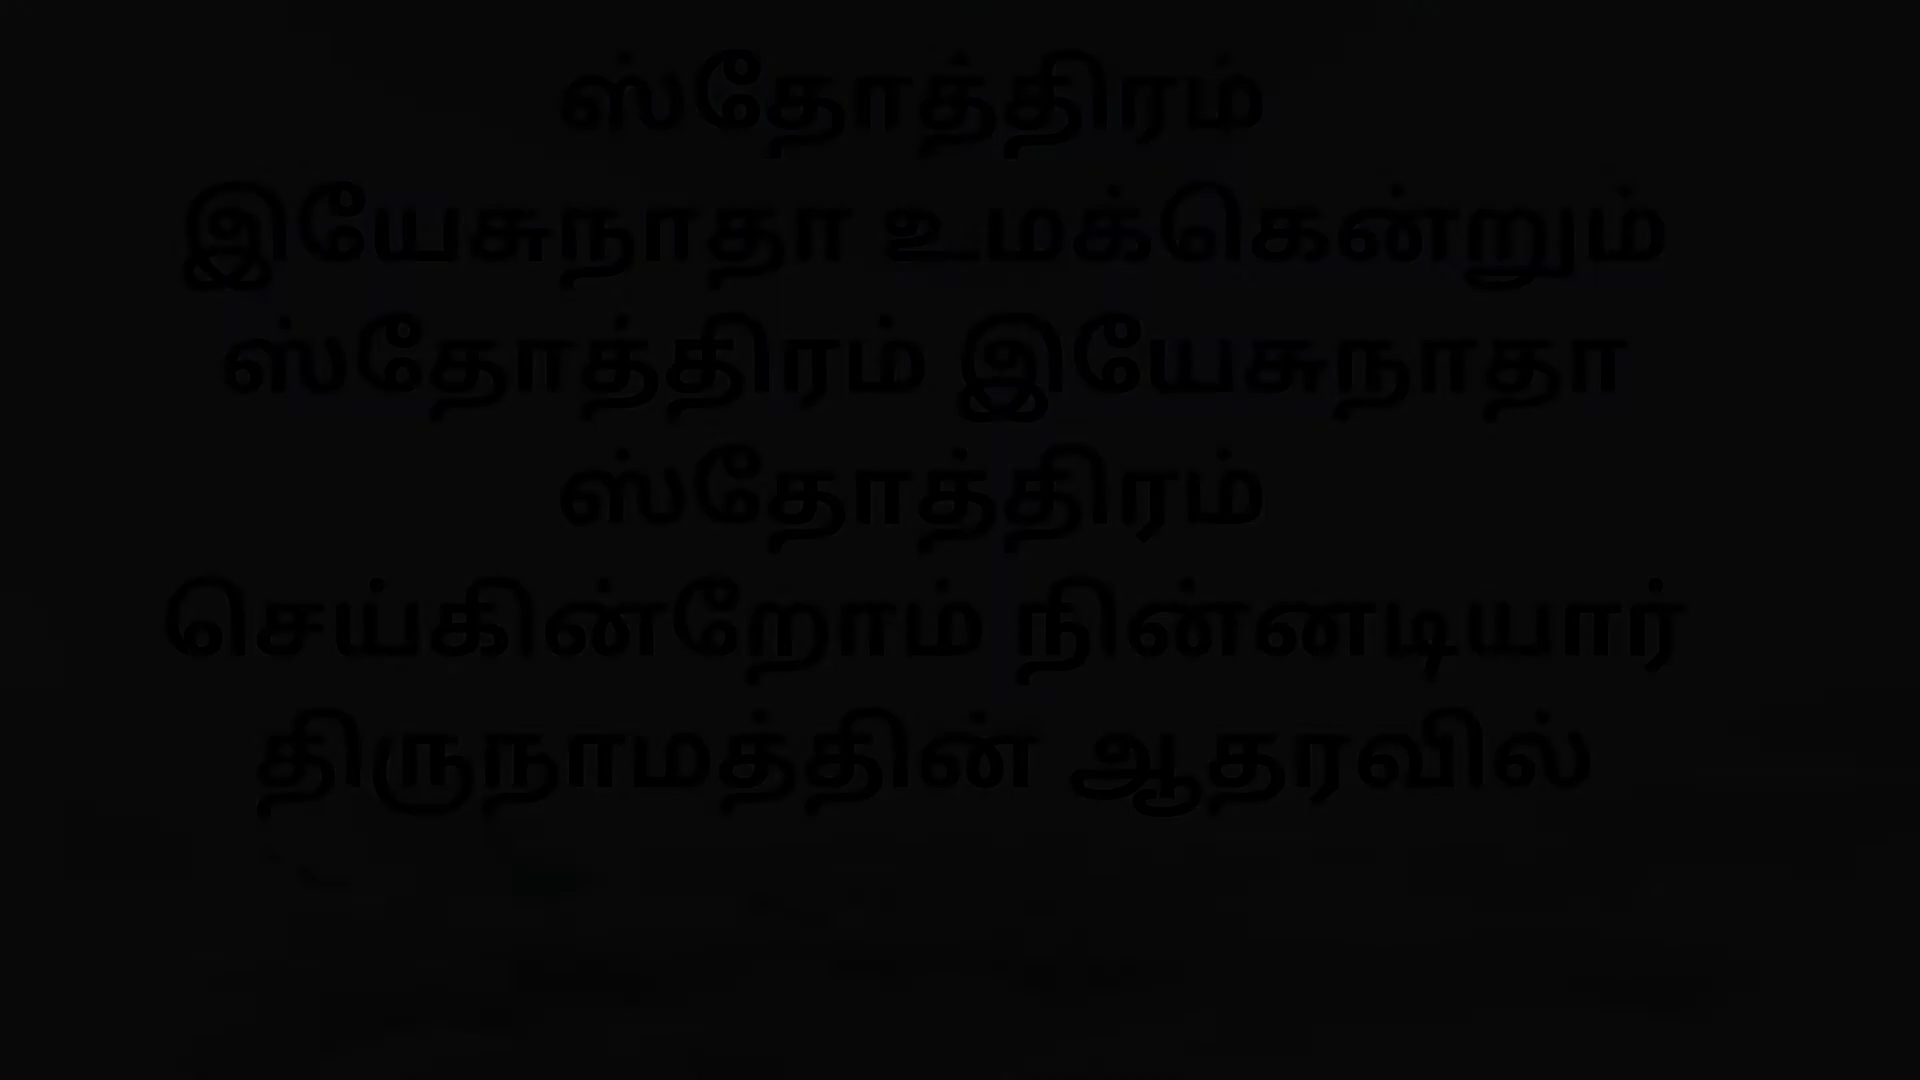 ஸ்தோத்திரம்
இயேசுநாதா உமக்கென்றும்
ஸ்தோத்திரம் இயேசுநாதா
ஸ்தோத்திரம்
செய்கின்றோம் நின்னடியார்
திருநாமத்தின் ஆதரவில்